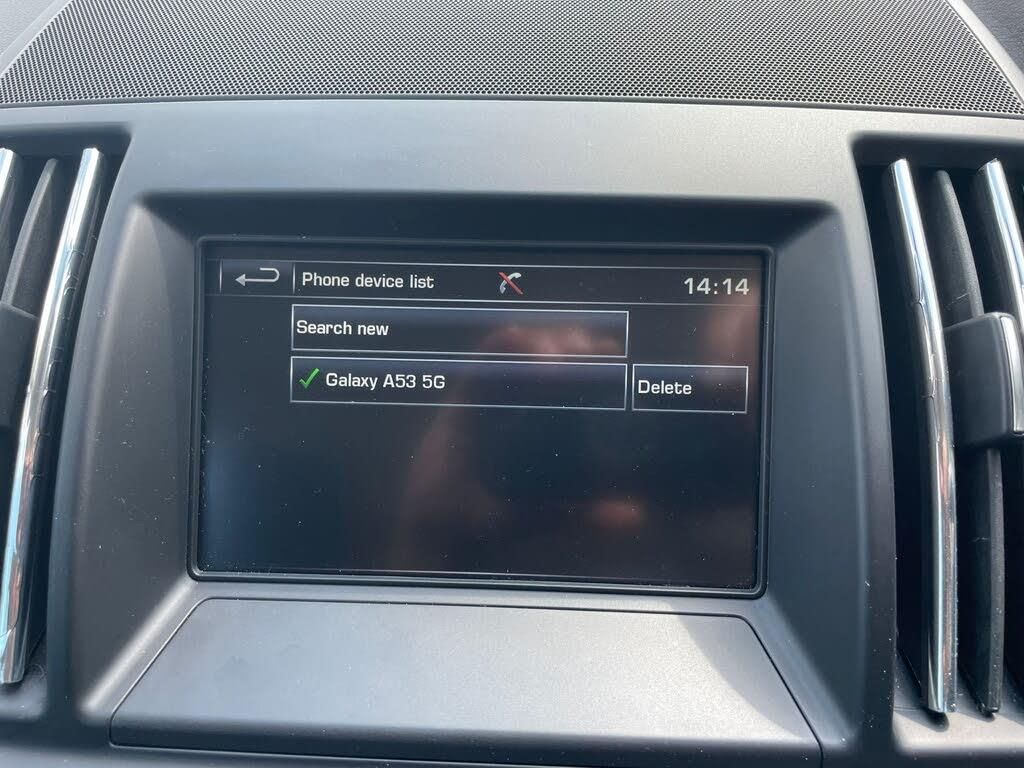 Phone device list
14:14
Search new
Galaxy A53 5G
Delete